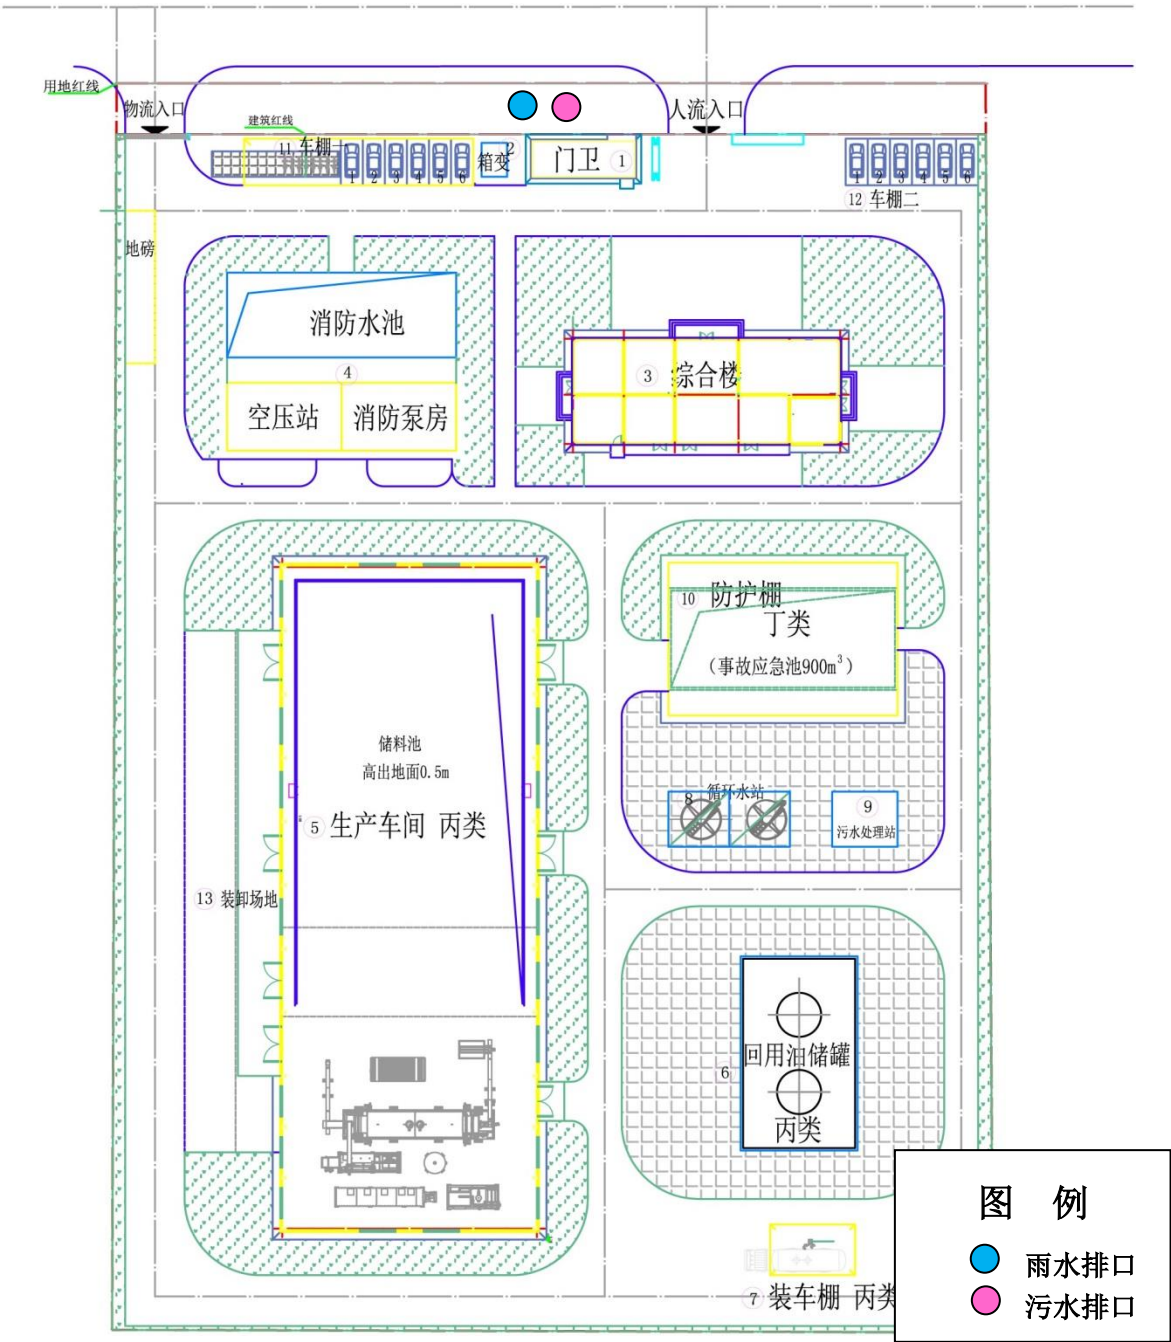 用地红线
物流入口
人流入口
建筑红线
11 车棚一
1 2 3 4 5 6
2
箱变
门卫 1
1 2 3 4 5 6
12 车棚二
地磅
消防水池
4
空压站
消防泵房
3 综合楼
10 防护棚
丁类
(事故应急池900m³)
储料池
高出地面0.5m
5 生产车间 丙类
8 循环水站
9
污水处理站
13 装卸场地
回用油储罐
6
丙类
7 装车棚 丙类
图 例
雨水排口
污水排口